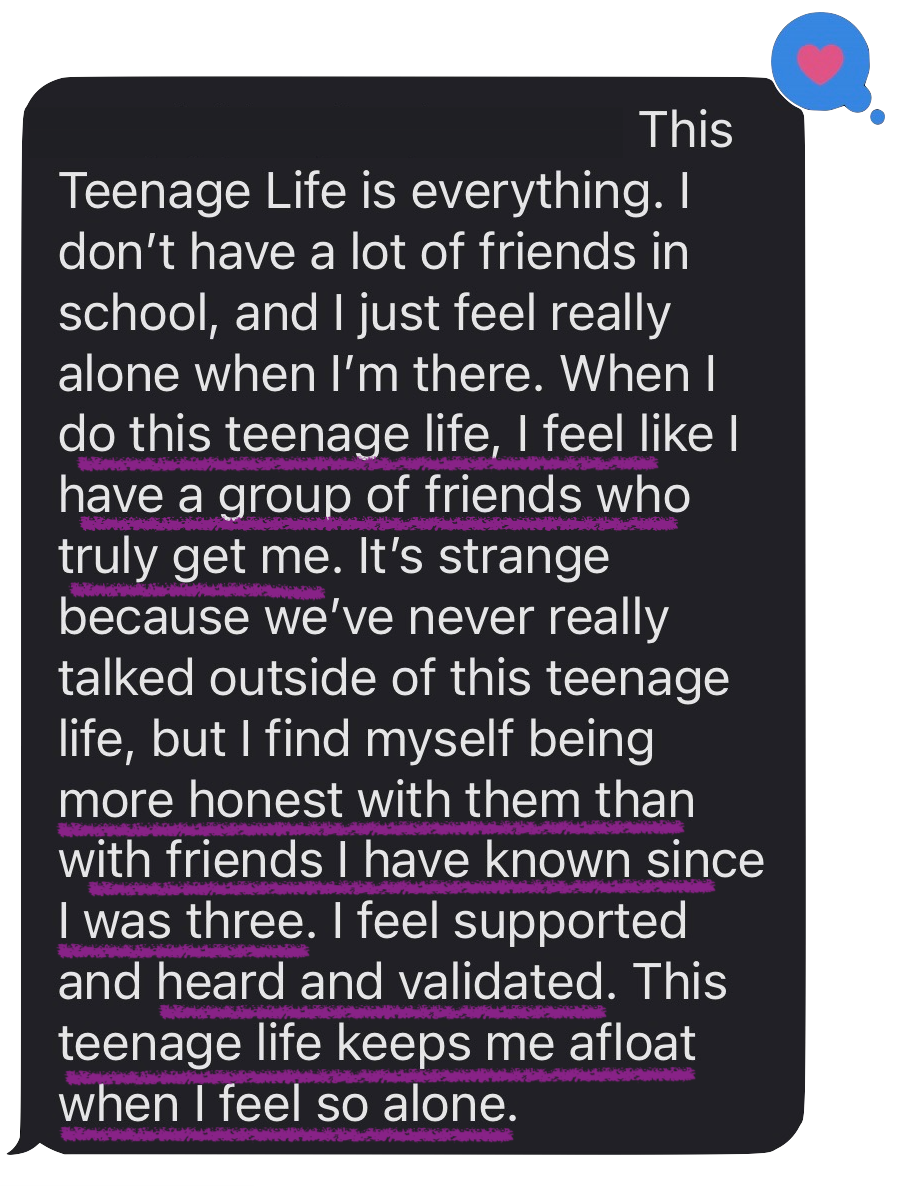 This
Teenage Life is everything. I
don’t have a lot of friends in
school, and I just feel really
alone when I’m there. When I
do this teenage life, I feel like I
have a group of friends who
truly get me. It’s strange
because we’ve never really
talked outside of this teenage
life, but I find myself being
more honest with them than
with friends I have known since
I was three. I feel supported
and heard and validated. This
teenage life keeps me afloat
when I feel so alone.